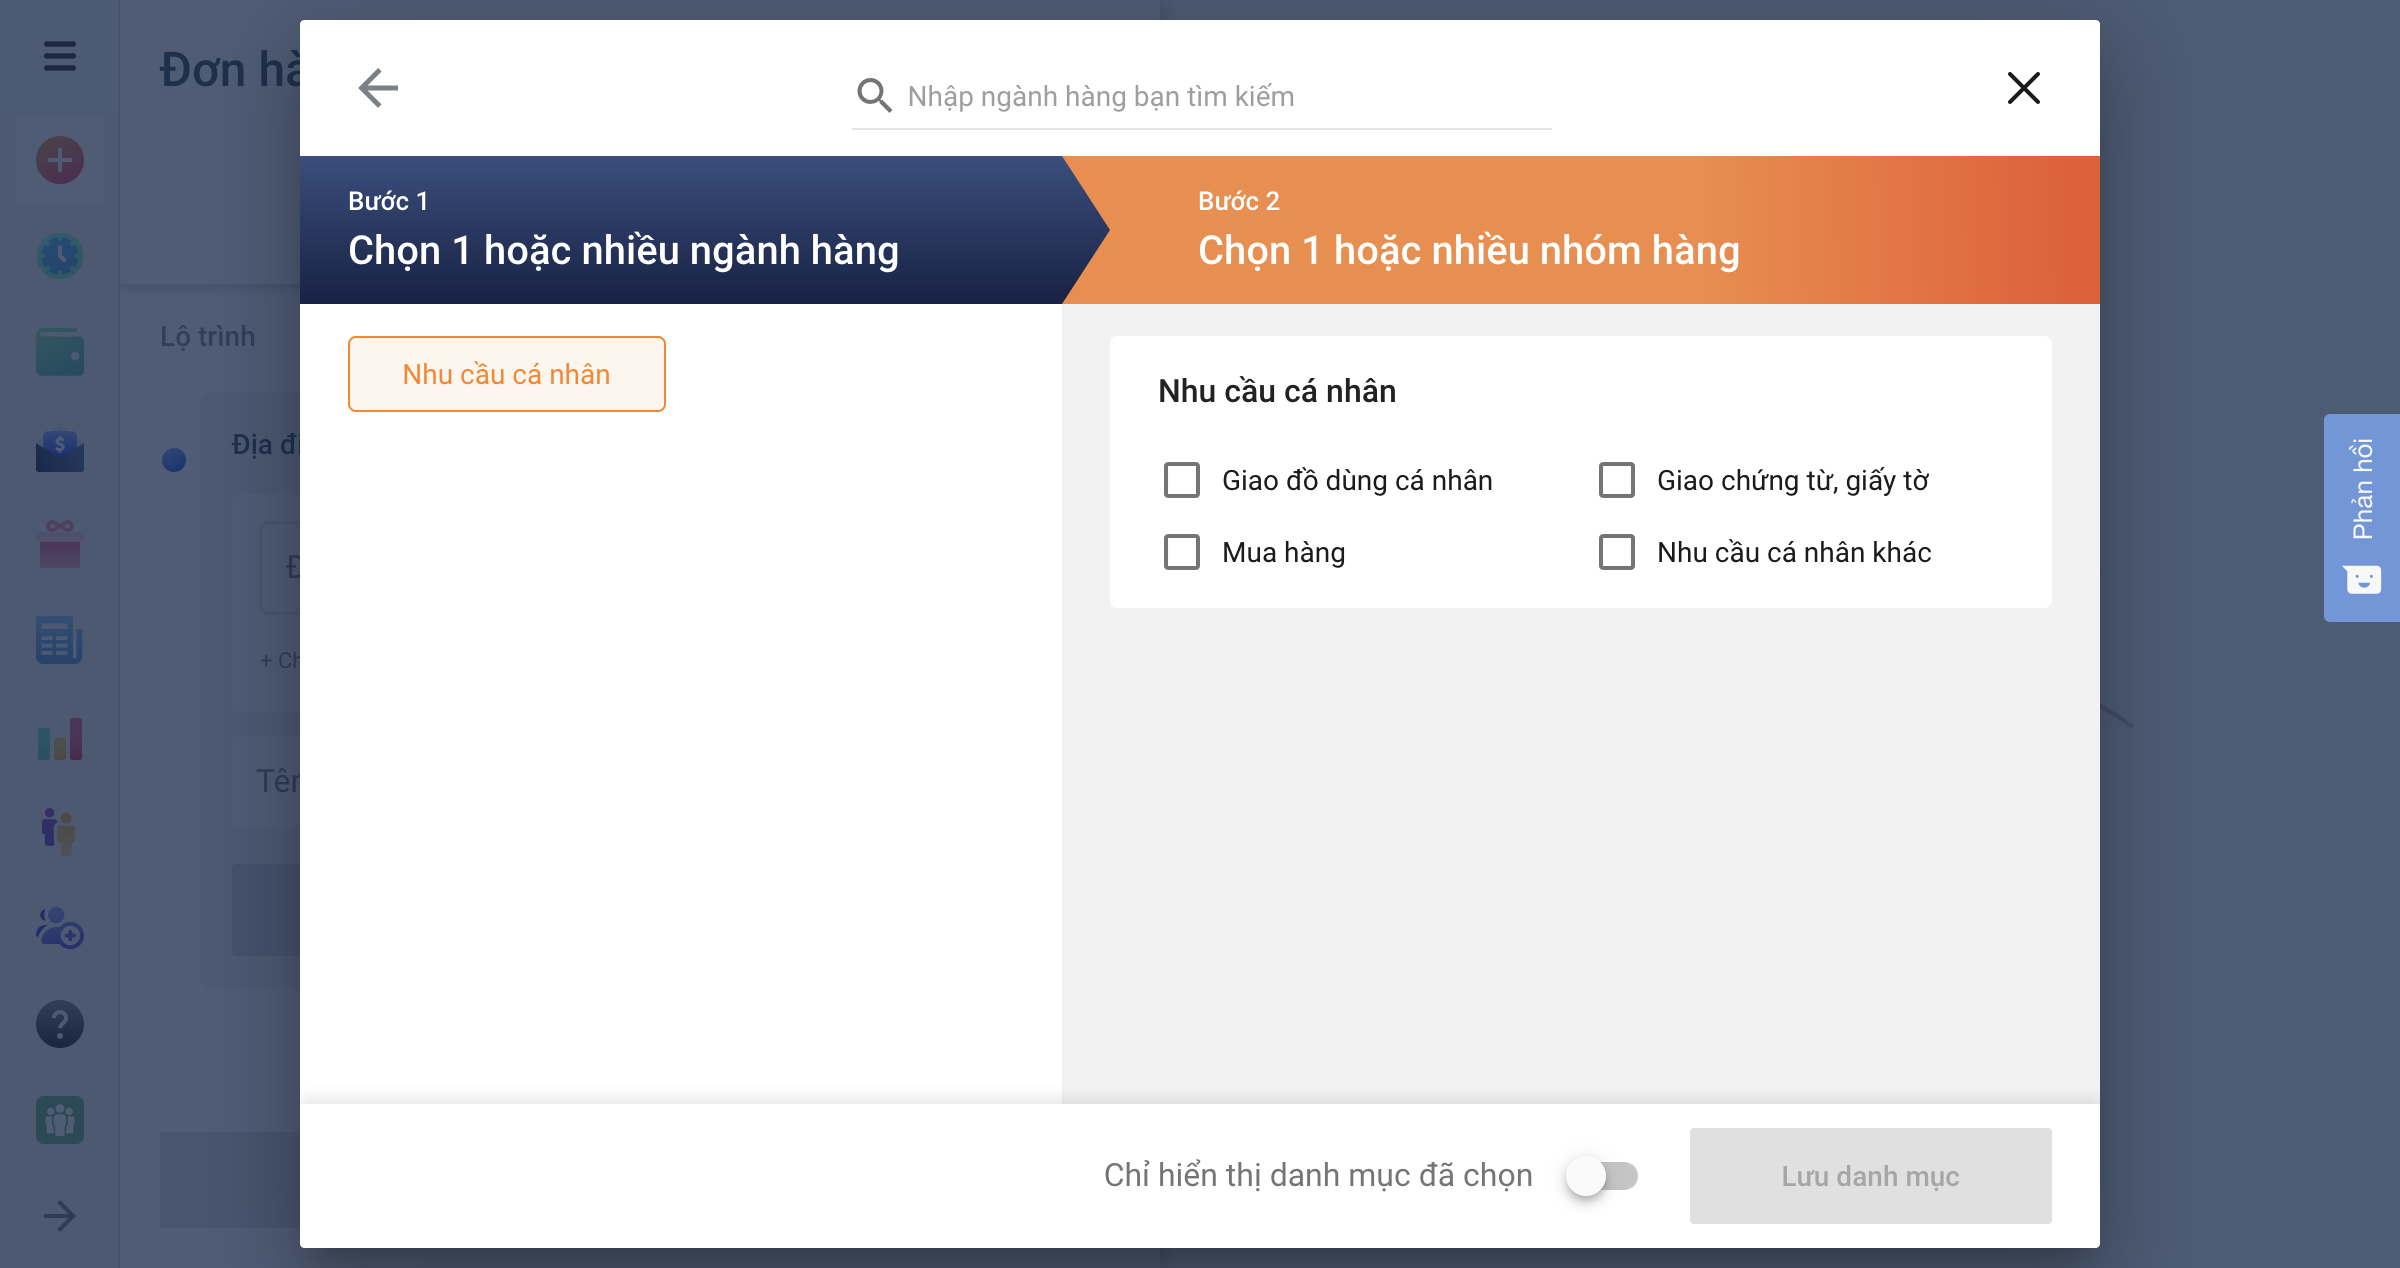 Nhập ngành hàng bạn tìm kiếm
Bước 1
Chọn 1 hoặc nhiều ngành hàng
Bước 2
Chọn 1 hoặc nhiều nhóm hàng
Nhu cầu cá nhân
Nhu cầu cá nhân
Giao đồ dùng cá nhân
Giao chứng từ, giấy tờ
Mua hàng
Nhu cầu cá nhân khác
Chỉ hiển thị danh mục đã chọn
Lưu danh mục
Đơn
Lộ trình
Địa
Phản hồi